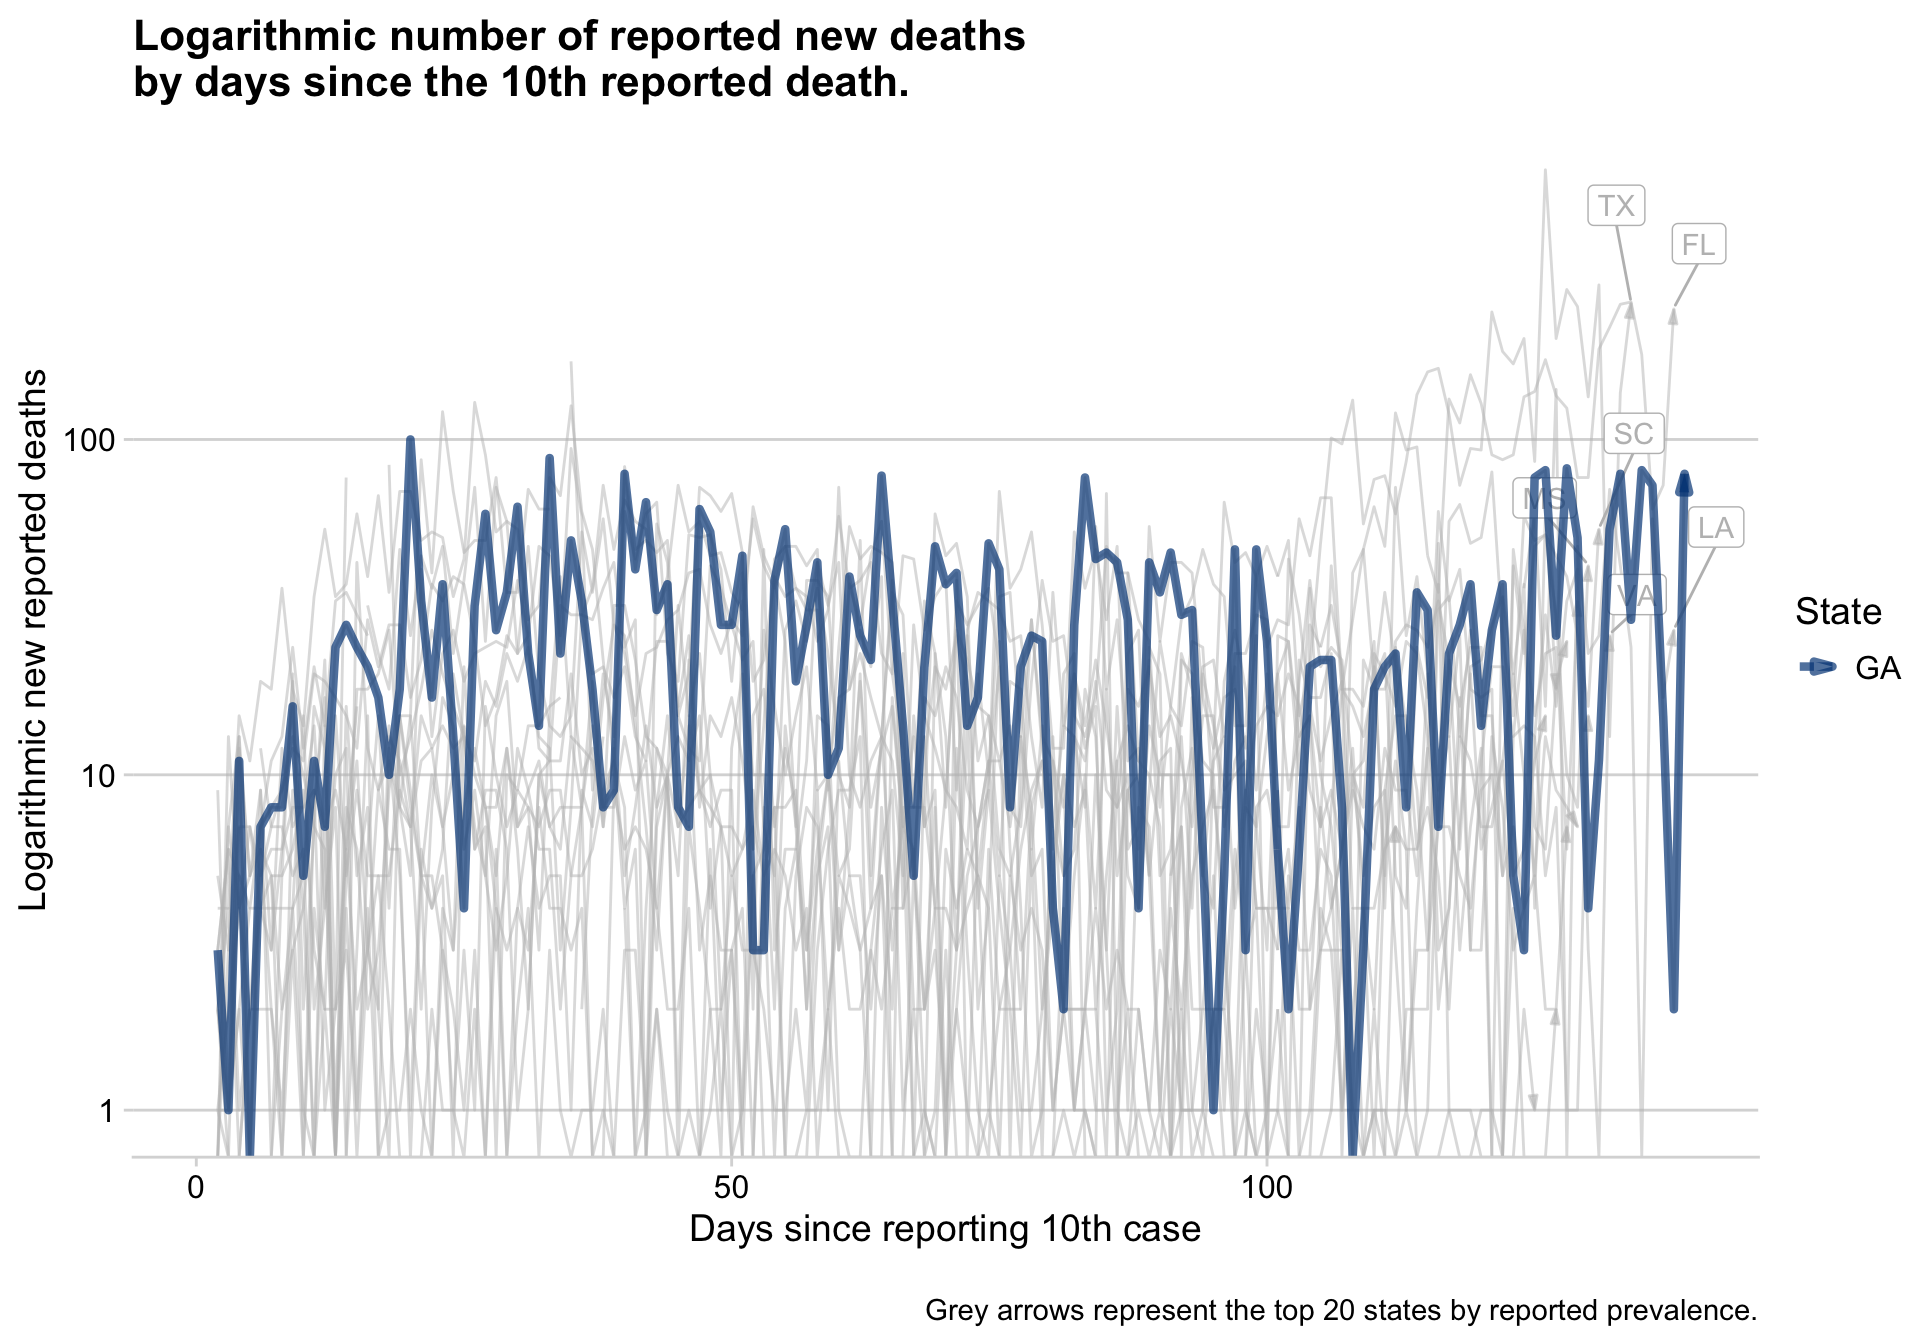 Logarithmic number of reported new deaths
by days since the 10th reported death.
Logarithmic new reported deaths
100
10
1
TX
FL
SC
MS
LA
VA
State
GA
0
50
100
Days since reporting 10th case
Grey arrows represent the top 20 states by reported prevalence.